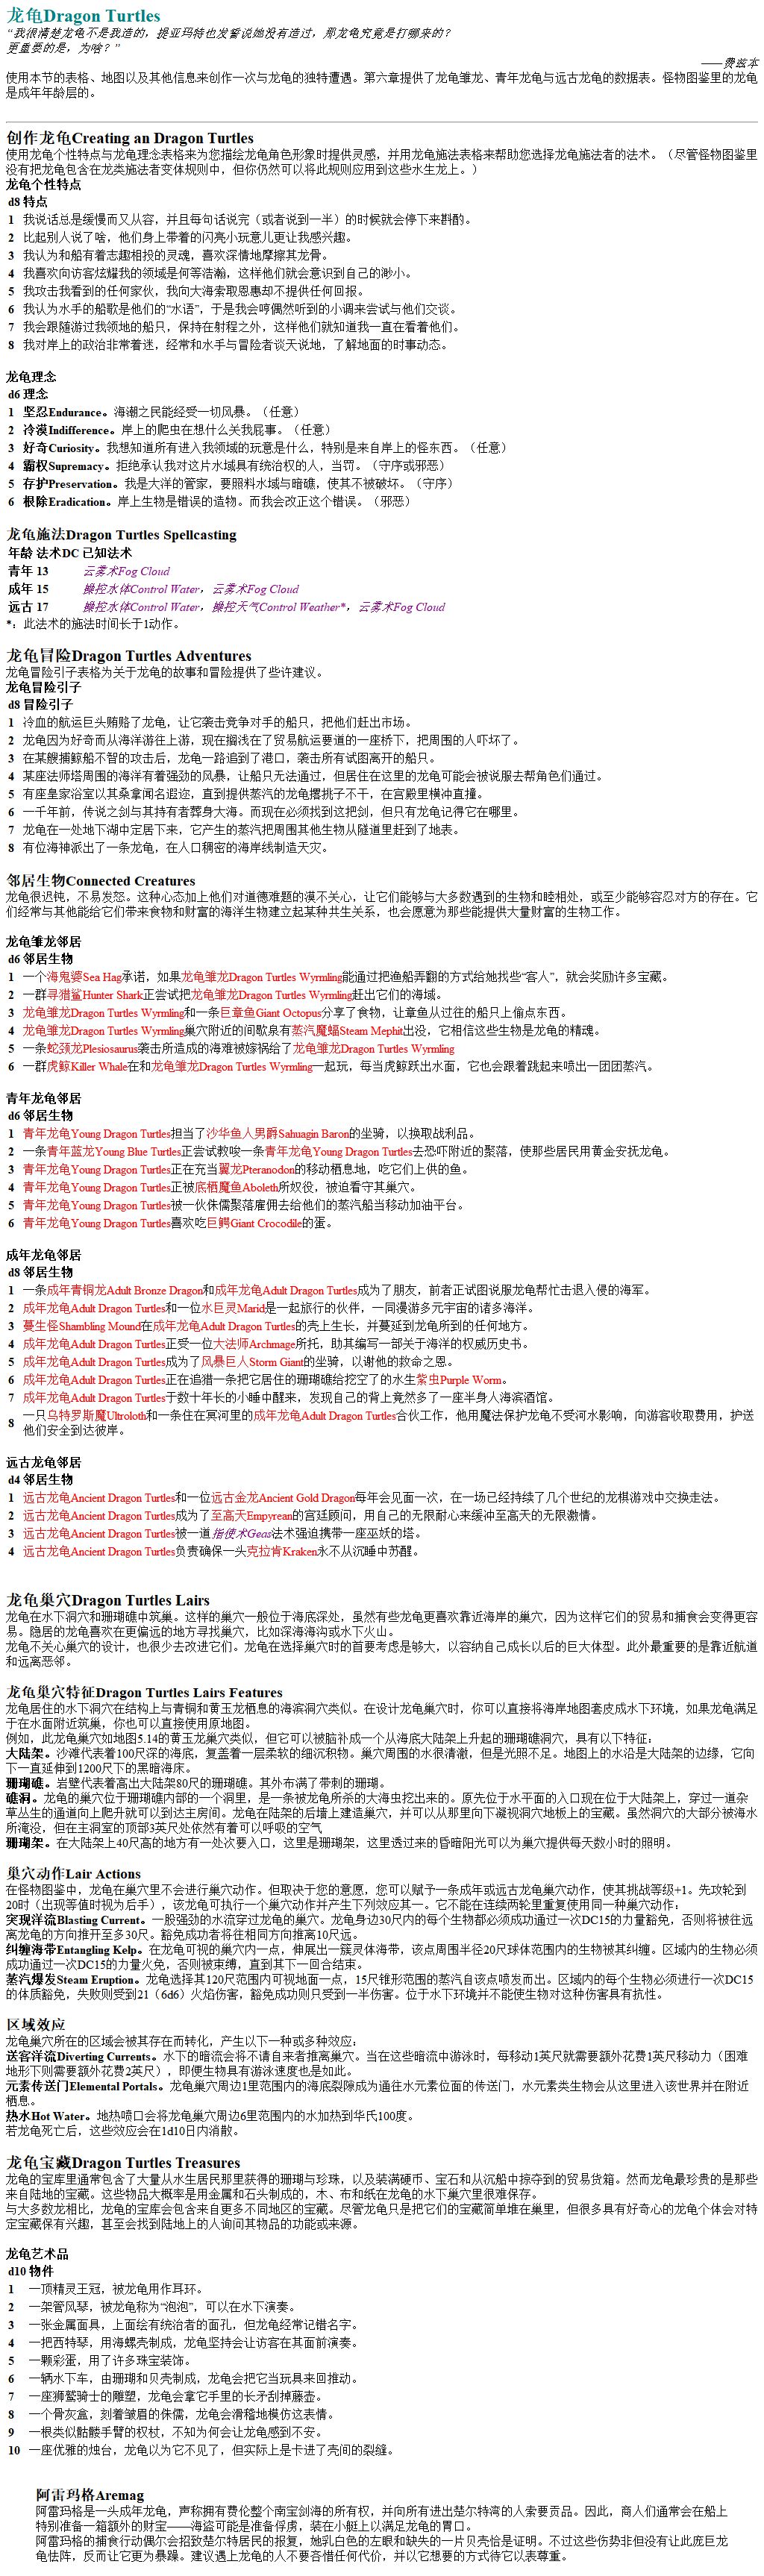 龙龟Dragon Turtles
“我很清楚龙龟不是我造的，提亚玛特也发誓说她没有造过，那龙龟究竟是打哪来的？
更重要的是，为啥？”
——费兹本
使用本节的表格、地图以及其他信息来创作一次与龙龟的独特遭遇。第六章提供了龙龟雏龙、青年龙龟与远古龙龟的数据表。怪物图鉴里的龙龟
是成年年龄层的。
创作龙龟Creating an Dragon Turtles
使用龙龟个性特点与龙龟理念表格来为您描绘龙龟角色形象时提供灵感，并用龙龟施法表格来帮助您选择龙龟施法者的法术。（尽管怪物图鉴里
没有把龙龟包含在龙类施法者变体规则中，但你仍然可以将此规则应用到这些水生龙上。）
龙龟个性特点
d8 特点
1 我说话总是缓慢而又从容，并且每句话说完（或者说到一半）的时候就会停下来斟酌。
2 比起别人说了啥，他们身上带着的闪亮小玩意儿更让我感兴趣。
3 我认为和船有着志趣相投的灵魂，喜欢深情地摩擦其龙骨。
4 我喜欢向访客炫耀我的领域是何等浩瀚，这样他们就会意识到自己的渺小。
5 我攻击我看到的任何家伙，我向大海索取恩惠却不提供任何回报。
6 我认为水手的船歌是他们的“水语”，于是我会哼偶然听到的小调来尝试与他们交谈。
7 我会跟随游过我领地的船只，保持在射程之外，这样他们就知道我一直在看着他们。
8 我对岸上的政治非常着迷，经常和水手与冒险者谈天说地，了解地面的时事动态。
龙龟理念
d6 理念
1 坚忍Endurance。海潮之民能经受一切风暴。（任意）
2 冷漠Indifference。岸上的爬虫在想什么关我屁事。（任意）
3 好奇Curiosity。我想知道所有进入我领域的玩意是什么，特别是来自岸上的怪东西。（任意）
4 霸权Supremacy。拒绝承认我对这片水域具有统治权的人，当罚。（守序或邪恶）
5 存护Preservation。我是大洋的管家，要照料水域与暗礁，使其不被破坏。（守序）
6 根除Eradication。岸上生物是错误的造物。而我会改正这个错误。（邪恶）
龙龟施法Dragon Turtles Spellcasting
年龄 法术DC 已知法术
青年 13 云雾术Fog Cloud
成年 15 操控水体Control Water，云雾术Fog Cloud
远古 17 操控水体Control Water，操控天气Control Weather*，云雾术Fog Cloud
*：此法术的施法时间长于1动作。
龙龟冒险Dragon Turtles Adventures
龙龟冒险引子表格为关于龙龟的故事和冒险提供了些许建议。
龙龟冒险引子
d8 冒险引子
1 冷血的航运巨头贿赂了龙龟，让它袭击竞争对手的船只，把他们赶出市场。
2 龙龟因为好奇而从海洋游往上游，现在搁浅在了贸易航运要道的一座桥下，把周围的人吓坏了。
3 在某艘捕鲸船不智的攻击后，龙龟一路追到了港口，袭击所有试图离开的船只。
4 某座法师塔周围的海洋有着强劲的风暴，让船只无法通过，但居住在这里的龙龟可能会被说服去帮角色们通过。
5 有座皇家浴室以其桑拿闻名遐迩，直到提供蒸汽的龙龟撂挑子不干，在宫殿里横冲直撞。
6 一千年前，传说之剑与其持有者葬身大海。而现在必须找到这把剑，但只有龙龟记得它在哪里。
7 龙龟在一处地下湖中定居下来，它产生的蒸汽把周围其他生物从隧道里赶到了地表。
8 有位海神派出了一条龙龟，在人口稠密的海岸线制造天灾。
邻居生物Connected Creatures
龙龟很迟钝，不易发怒。这种心态加上他们对道德难题的漠不关心，让它们能够与大多数遇到的生物和睦相处，或至少能够容忍对方的存在。它
们经常与其他能给它们带来食物和财富的海洋生物建立起某种共生关系，也会愿意为那些能提供大量财富的生物工作。
龙龟雏龙邻居
d6 邻居生物
1 一个海鬼婆Sea Hag承诺，如果龙龟雏龙Dragon Turtles Wyrmling能通过把渔船弄翻的方式给她找些“客人”，就会奖励许多宝藏。
2 一群寻猎鲨Hunter Shark正尝试把龙龟雏龙Dragon Turtles Wyrmling赶出它们的海域。
3 龙龟雏龙Dragon Turtles Wyrmling和一条巨章鱼Giant Octopus分享了食物，让章鱼从过往的船只上偷点东西。
4 龙龟雏龙Dragon Turtles Wyrmling巢穴附近的间歇泉有蒸汽魔蝠Steam Mephit出没，它相信这些生物是龙龟的精魂。
5 一条蛇颈龙Plesiosaurus袭击所造成的海难被嫁祸给了龙龟雏龙Dragon Turtles Wyrmling
6 一群虎鲸Killer Whale在和龙龟雏龙Dragon Turtles Wyrmling一起玩，每当虎鲸跃出水面，它也会跟着跳起来喷出一团团蒸汽。
青年龙龟邻居
d6 邻居生物
1 青年龙龟Young Dragon Turtles担当了沙华鱼人男爵Sahuagin Baron的坐骑，以换取战利品。
2 一条青年蓝龙Young Blue Turtles正尝试教唆一条青年龙龟Young Dragon Turtles去恐吓附近的聚落，使那些居民用黄金安抚龙龟。
3 青年龙龟Young Dragon Turtles正在充当翼龙Pteranodon的移动栖息地，吃它们上供的鱼。
4 青年龙龟Young Dragon Turtles正被底栖魔鱼Aboleth所奴役，被迫看守其巢穴。
5 青年龙龟Young Dragon Turtles被一伙侏儒聚落雇佣去给他们的蒸汽船当移动加油平台。
6 青年龙龟Young Dragon Turtles喜欢吃巨鳄Giant Crocodile的蛋。
成年龙龟邻居
d8 邻居生物
1 一条成年青铜龙Adult Bronze Dragon和成年龙龟Adult Dragon Turtles成为了朋友，前者正试图说服龙龟帮忙击退入侵的海军。
2 成年龙龟Adult Dragon Turtles和一位水巨灵Marid是一起旅行的伙伴，一同漫游多元宇宙的诸多海洋。
3 蔓生怪Shambling Mound在成年龙龟Adult Dragon Turtles的壳上生长，并蔓延到龙龟所到的任何地方。
4 成年龙龟Adult Dragon Turtles正受一位大法师Archmage所托，助其编写一部关于海洋的权威历史书。
5 成年龙龟Adult Dragon Turtles成为了风暴巨人Storm Giant的坐骑，以谢他的救命之恩。
6 成年龙龟Adult Dragon Turtles正在追猎一条把它居住的珊瑚礁给挖空了的水生紫虫Purple Worm。
7 成年龙龟Adult Dragon Turtles于数十年长的小睡中醒来，发现自己的背上竟然多了一座半身人海滨酒馆。
8 一只乌特罗斯魔Ultroloth和一条住在冥河里的成年龙龟Adult Dragon Turtles合伙工作，他用魔法保护龙龟不受河水影响，向游客收取费用，护送
他们安全到达彼岸。
远古龙龟邻居
d4 邻居生物
1 远古龙龟Ancient Dragon Turtles和一位远古金龙Ancient Gold Dragon每年会见面一次，在一场已经持续了几个世纪的龙棋游戏中交换走法。
2 远古龙龟Ancient Dragon Turtles成为了至高天Empyrean的宫廷顾问，用自己的无限耐心来缓冲至高天的无限激情。
3 远古龙龟Ancient Dragon Turtles被一道指使术Geas法术强迫携带一座巫妖的塔。
4 远古龙龟Ancient Dragon Turtles负责确保一头克拉肯Kraken永不从沉睡中苏醒。
龙龟巢穴Dragon Turtles Lairs
龙龟在水下洞穴和珊瑚礁中筑巢。这样的巢穴一般位于海底深处，虽然有些龙龟更喜欢靠近海岸的巢穴，因为这样它们的贸易和捕食会变得更容
易。隐居的龙龟喜欢在更偏远的地方寻找巢穴，比如深海海沟或水下火山。
龙龟不关心巢穴的设计，也很少去改进它们。龙龟在选择巢穴时的首要考虑是够大，以容纳自己成长以后的巨大体型。此外最重要的是靠近航道
和远离恶邻。
龙龟巢穴特征Dragon Turtles Lairs Features
龙龟居住的水下洞穴在结构上与青铜和黄玉龙栖息的海滨洞穴类似。在设计龙龟巢穴时，你可以直接将海岸地图套皮成水下环境，如果龙龟满足
于在水面附近筑巢，你也可以直接使用原地图。
例如，此龙龟巢穴如地图5.14的黄玉龙巢穴类似，但它可以被脑补成一个从海底大陆架上升起的珊瑚礁洞穴，具有以下特征：
大陆架。沙滩代表着100尺深的海底，复盖着一层柔软的细沉积物。巢穴周围的水很清澈，但是光照不足。地图上的水沿是大陆架的边缘，它向
下一直延伸到1200尺下的黑暗海床。
珊瑚礁。岩壁代表着高出大陆架80尺的珊瑚礁。其外布满了带刺的珊瑚。
礁洞。龙龟的巢穴位于珊瑚礁内部的一个洞里，是一条被龙龟所杀的大海虫挖出来的。原先位于水平面的入口现在位于大陆架上，穿过一道杂
草丛生的通道向上爬升就可以到达主房间。龙龟在陆架的后墙上建造巢穴，并可以从那里向下凝视洞穴地板上的宝藏。虽然洞穴的大部分被海水
所淹没，但在主洞室的顶部3英尺处依然有着可以呼吸的空气
珊瑚架。在大陆架上40尺高的地方有一处次要入口，这里是珊瑚架，这里透过来的昏暗阳光可以为巢穴提供每天数小时的照明。
巢穴动作Lair Actions
在怪物图鉴中，龙龟在巢穴里不会进行巢穴动作。但取决于您的意愿，您可以赋予一条成年或远古龙龟巢穴动作，使其挑战等级+1。先攻轮到
20时（出现等值时视为后手），该龙龟可执行一个巢穴动作并产生下列效应其一。它不能在连续两轮里重复使用同一种巢穴动作：
突现洋流Blasting Current。一股强劲的水流穿过龙龟的巢穴。龙龟身边30尺内的每个生物都必须成功通过一次DC15的力量豁免，否则将被往远
离龙龟的方向推开至多30尺。豁免成功者将往相同方向推离10尺远。
纠缠海带Entangling Kelp。在龙龟可视的巢穴内一点，伸展出一簇灵体海带，该点周围半径20尺球体范围内的生物被其纠缠。区域内的生物必须
成功通过一次DC15的力量火免，否则被束缚，直到其下一回合结束。
蒸汽爆发Steam Eruption。龙龟选择其120尺范围内可视地面一点，15尺锥形范围的蒸汽自该点喷发而出。区域内的每个生物必须进行一次DC15
的体质豁免，失败则受到21（6d6）火焰伤害，豁免成功则只受到一半伤害。位于水下环境并不能使生物对这种伤害具有抗性。
区域效应
龙龟巢穴所在的区域会被其存在而转化，产生以下一种或多种效应：
送客洋流Diverting Currents。水下的暗流会将不请自来者推离巢穴。当在这些暗流中游泳时，每移动1英尺就需要额外花费1英尺移动力（困难
地形下则需要额外花费2英尺），即便生物具有游泳速度也是如此。
元素传送门Elemental Portals。龙龟巢穴周边1里范围内的海底裂隙成为通往水元素位面的传送门，水元素类生物会从这里进入该世界并在附近
栖息。
热水Hot Water。地热喷口会将龙龟巢穴周边6里范围内的水加热到华氏100度。
若龙龟死亡后，这些效应会在1d10日内消散。
龙龟宝藏Dragon Turtles Treasures
龙龟的宝库里通常包含了大量从水生居民那里获得的珊瑚与珍珠，以及装满硬币、宝石和从沉船中掠夺到的贸易货箱。然而龙龟最珍贵的是那些
来自陆地的宝藏。这些物品大概率是用金属和石头制成的，木、布和纸在龙龟的水下巢穴里很难保存。
与大多数龙相比，龙龟的宝库会包含来自更多不同地区的宝藏。尽管龙龟只是把它们的宝藏简单堆在巢里，但很多具有好奇心的龙龟个体会对特
定宝藏保有兴趣，甚至会找到陆地上的人询问其物品的功能或来源。
龙龟艺术品
d10 物件
1 一顶精灵王冠，被龙龟用作耳环。
2 一架管风琴，被龙龟称为“泡泡”，可以在水下演奏。
3 一张金属面具，上面绘有统治者的面孔，但龙龟经常记错名字。
4 一把西特琴，用海螺壳制成，龙龟坚持会让访客在其面前演奏。
5 一颗彩蛋，用了许多珠宝装饰。
6 一辆水下车，由珊瑚和贝壳制成，龙龟会把它当玩具来回推动。
7 一座狮鹫骑士的雕塑，龙龟会拿它手里的长矛刮掉藤壶。
8 一个骨灰盒，刻着皱眉的侏儒，龙龟会滑稽地模仿这表情。
9 一根类似骷髅手臂的权杖，不知为何会让龙龟感到不安。
10 一座优雅的烛台，龙龟以为它不见了，但实际上是卡进了壳间的裂缝。
阿雷玛格Aremag
阿雷玛格是一头成年龙龟，声称拥有费伦整个南宝剑海的所有权，并向所有进出楚尔特湾的人索要贡品。因此，商人们通常会在船上
特别准备一箱额外的财宝——海盗可能是准备俘虏，装在小艇上以满足龙龟的胃口。
阿雷玛格的捕食行动偶尔会招致楚尔特居民的报复，她乳白色的左眼和缺失的一片贝壳恰是证明。不过这些伤势非但没有让此庞巨龙
龟怯阵，反而让它更为暴躁。建议遇上龙龟的人不要吝惜任何代价，并以它想要的方式待它以表尊重。